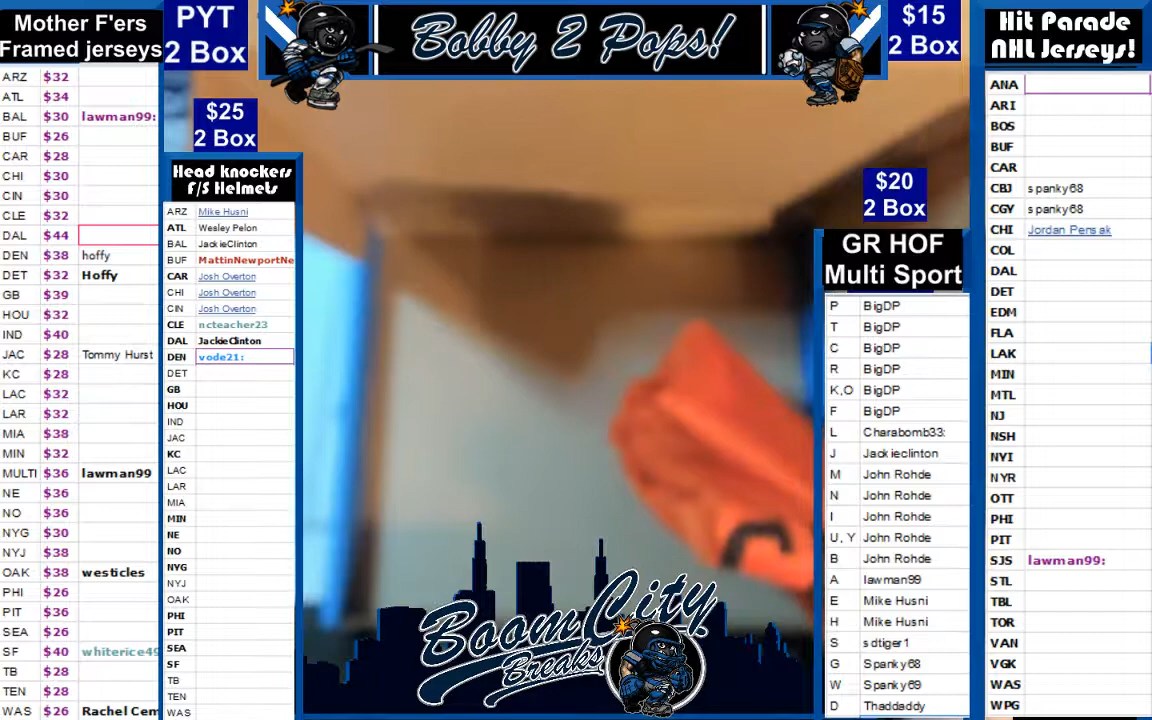 Mother F'ers
Framed jerseys
ARZ $32
ATL $34
BAL $30 lawman99:
BUF $26
CAR $28
CHI $30
CIN $30
CLE $32
DAL $44
DEN $38 hoffy
DET $32 Hoffy
GB $39
HOU $32
IND $40
JAC $28 Tommy Hurst
KC $28
LAC $32
LAR $32
MIA $38
MIN $32
MULTI $36 lawman99
NE $36
NO $36
NYG $30
NYJ $38
OAK $38 westicles
PHI $26
PIT $36
SEA $26
SF $40 whiterice49
TB $28
TEN $28
WAS $26 Rachel Cem
PYT
2 Box
$25
2 Box
Head knockers
F/S Helmets
ARZ Mike Husni
ATL Wesley Pelon
BAL JackieClinton
BUF MattinNewportNe
CAR Josh Overton
CHI Josh Overton
CIN Josh Overton
CLE ncteacher23
DAL JackieClinton
DEN vode21:
DET
GB
HOU
IND
JAC
KC
LAC
LAR
MIA
MIN
NE
NO
NYG
NYJ
OAK
PHI
PIT
SEA
SF
TB
TEN
WAS
Bobby 2 Pops!
BoomCity
Breaks
$15
2 Box
$20
2 Box
GR HOF
Multi Sport
P BigDP
T BigDP
C BigDP
R BigDP
K,O BigDP
F BigDP
L Charabomb33:
J Jackieclinton
M John Rohde
N John Rohde
I John Rohde
U, Y John Rohde
B John Rohde
A lawman99
E Mike Husni
H Mike Husni
S sdtiger1
G Spanky68
W Spanky69
D Thaddaddy
Hit Parade
NHL Jerseys!
ANA
ARI
BOS
BUF
CAR
CBJ spanky68
CGY spanky68
CHI Jordan Pensak
COL
DAL
DET
EDM
FLA
LAK
MIN
MTL
NJ
NSH
NYI
NYR
OTT
PHI
PIT
SJS lawman99:
STL
TBL
TOR
VAN
VGK
WAS
WPG